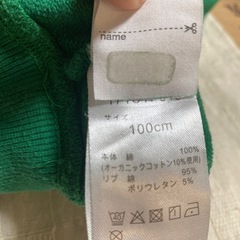 name
サイズ
100cm
本体 綿 100%
(オーガニックコットン10%使用)
リブ 綿 95%
ポリウレタン 5%